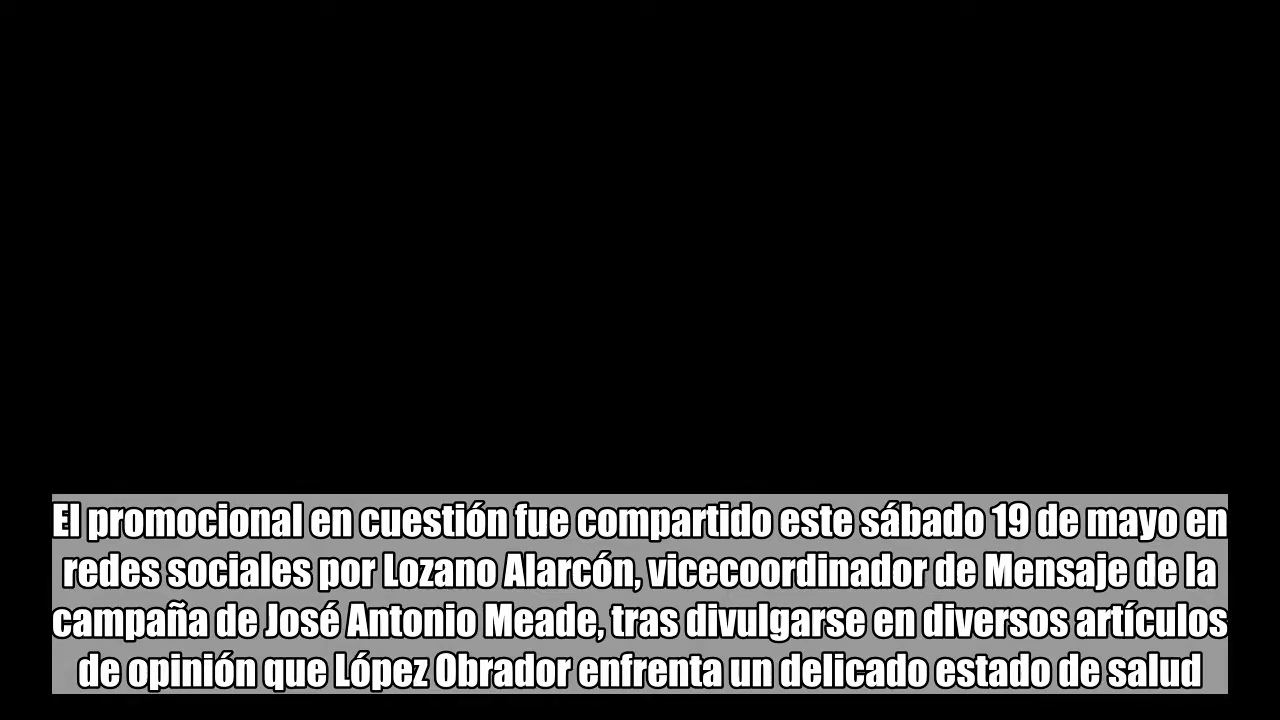 El promocional en cuestión fue compartido este sábado 19 de mayo en
redes sociales por Lozano Alarcón, vicecoordinador de Mensaje de la
campaña de José Antonio Meade, tras divulgarse en diversos artículos
de opinión que López Obrador enfrenta un delicado estado de salud